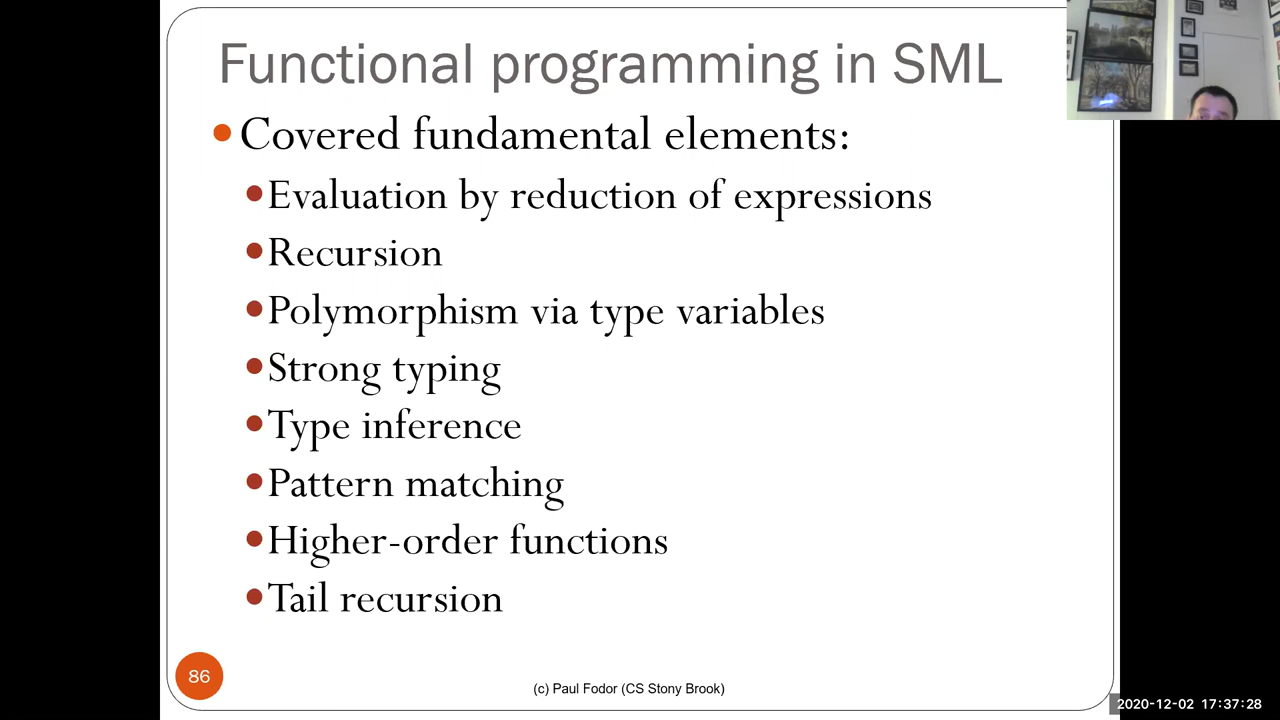 Functional programming in SML
Covered fundamental elements:
Evaluation by reduction of expressions
Recursion
Polymorphism via type variables
Strong typing
Type inference
Pattern matching
Higher-order functions
Tail recursion
86
(c) Paul Fodor (CS Stony Brook)
2020-12-02 17:37:28